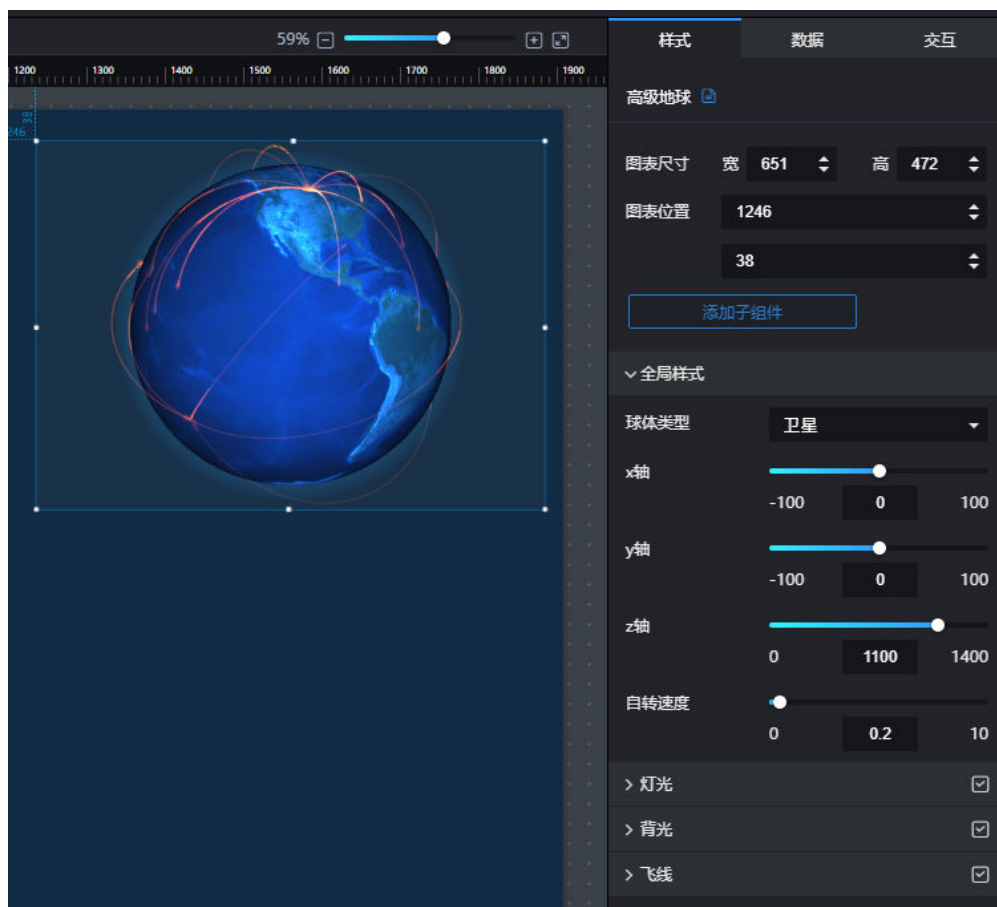 59%
样式 数据 交互
1200 1300 1400 1500 1600 1700 1800 1900
高级地球
38
246
图表尺寸 宽 651 高 472
图表位置 1246
38
添加子组件
全局样式
球体类型 卫星
x轴
-100 0 100
y轴
-100 0 100
z轴
0 1100 1400
自转速度
0 0.2 10
灯光
背光
飞线